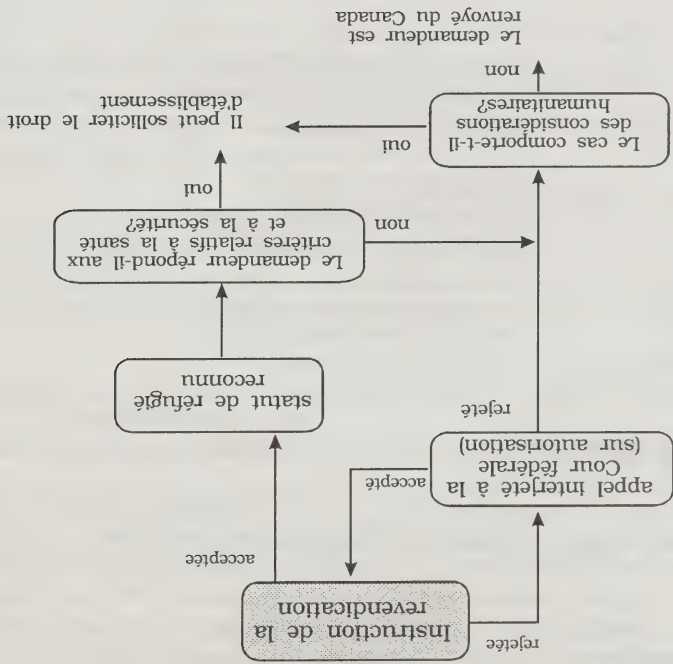 Instruction de la
revendication
rejetée
acceptée
appel interjeté à la
Cour fédérale
(sur autorisation)
accepté
rejeté
statut de réfugié
reconnu
Le demandeur répond-il aux
critères relatifs à la santé
et à la sécurité?
non
oui
Le cas comporte-t-il
des considérations
humanitaires?
oui
non
Il peut solliciter le droit
d'établissement
Le demandeur est
renvoyé du Canada